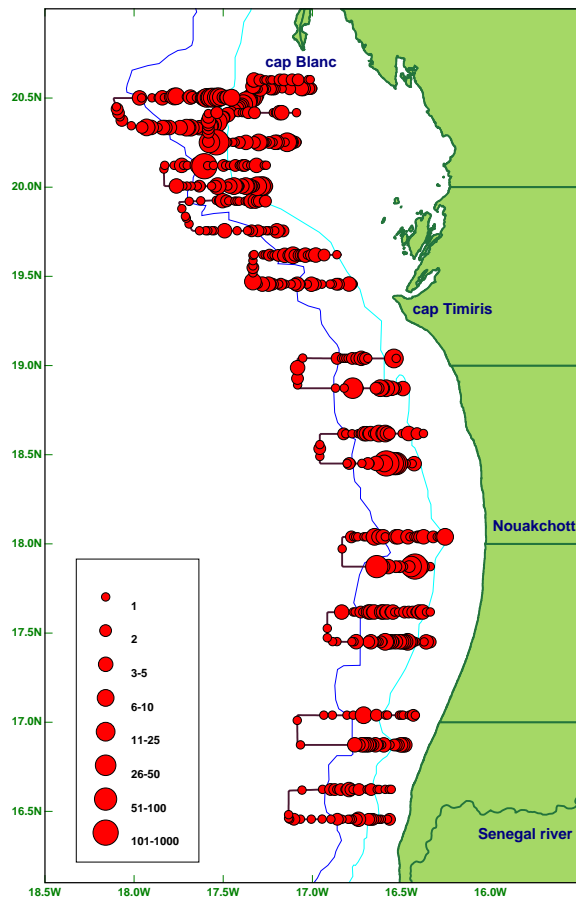 cap Blanc
20.5N
20.0N
19.5N
cap Timiris
19.0N
18.5N
Nouakchott
18.0N
17.5N
17.0N
16.5N
1
2
3-5
6-10
11-25
26-50
51-100
101-1000
Senegal river
18.5W 18.0W 17.5W 17.0W 16.5W 16.0W